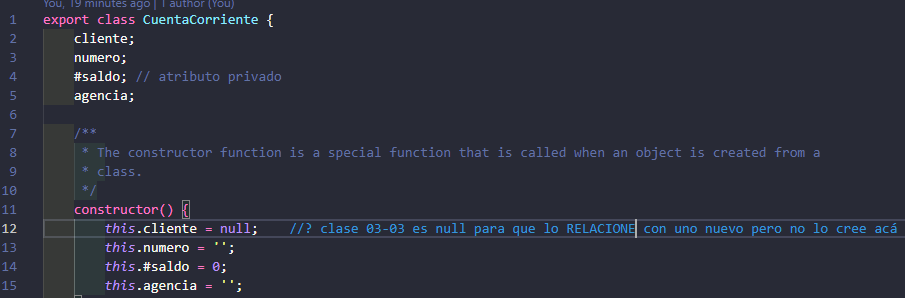 You, 19 minutes ago | 1 author (You)
1 export class CuentaCorriente {
2 cliente;
3 numero;
4 #saldo; // atributo privado
5 agencia;
6
7 /**
8 * The constructor function is a special function that is called when an object is created from a
9 * class.
10 */
11 constructor() {
12 this.cliente = null; //? clase 03-03 es null para que lo RELACIONE con uno nuevo pero no lo cree acá
13 this.numero = '';
14 this.#saldo = 0;
15 this.agencia = '';